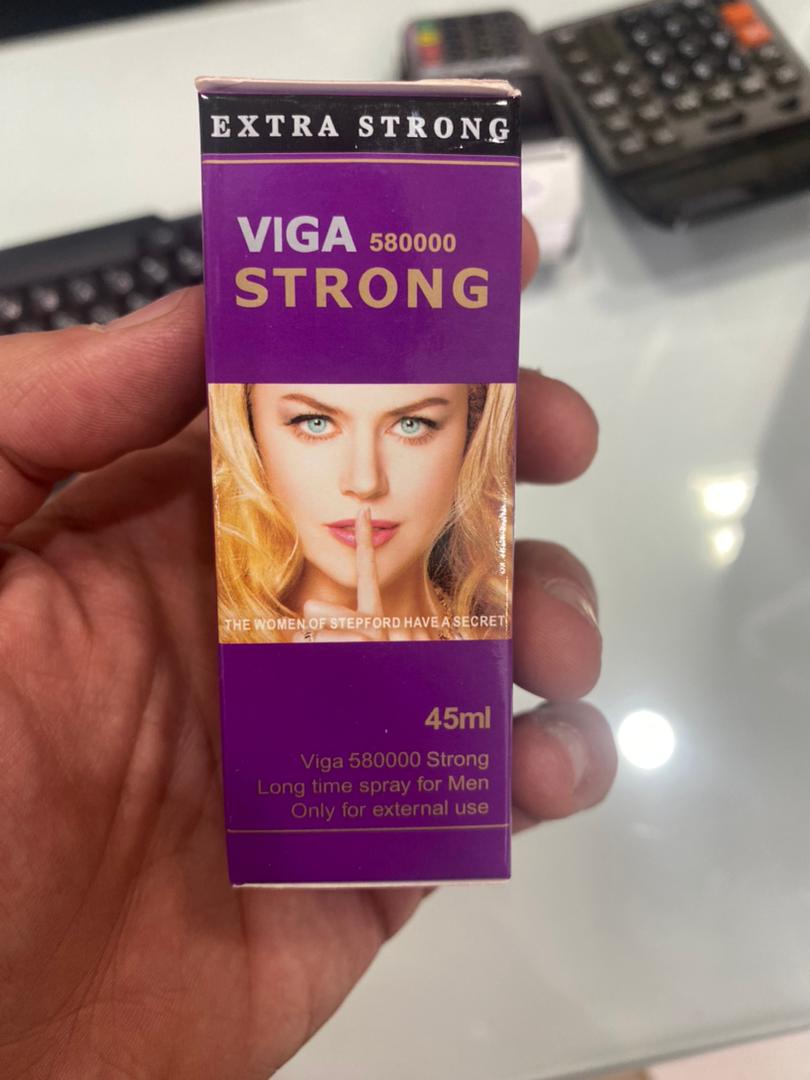 EXTRA STRONG
VIGA 580000
STRONG
THE WOMEN OF STEPFORD HAVE A SECRET
45ml
Viga 580000 Strong
Long time spray for Men
Only for external use